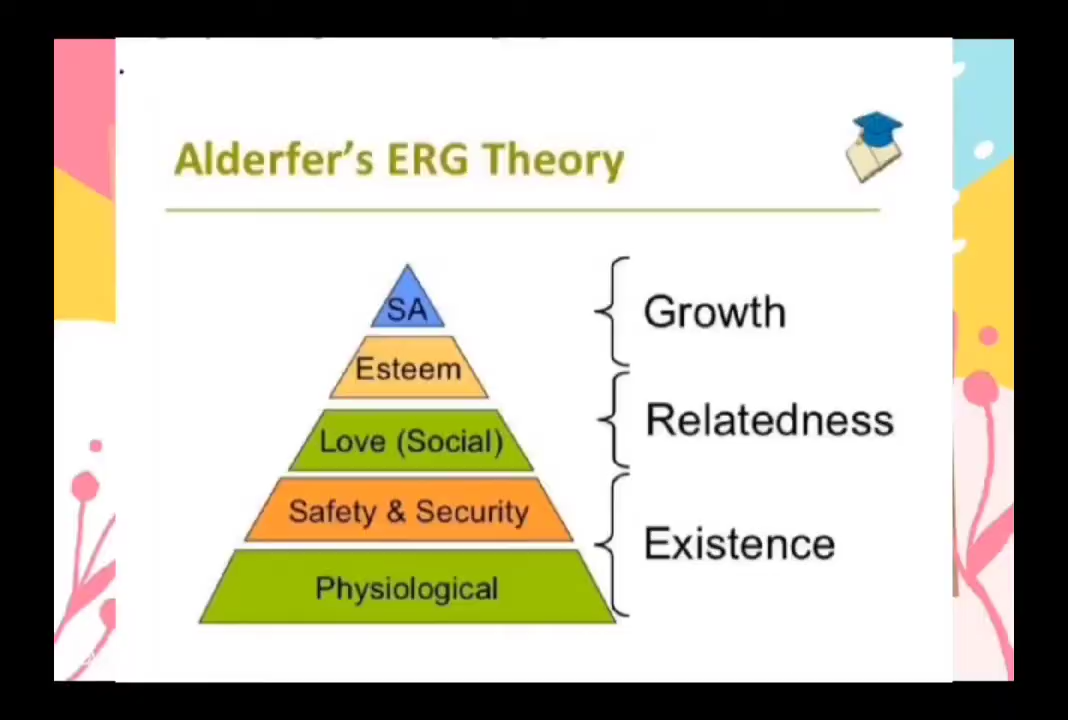 Alderfer's ERG Theory
SA
Growth
Esteem
Love (Social)
Relatedness
Safety & Security
Existence
Physiological